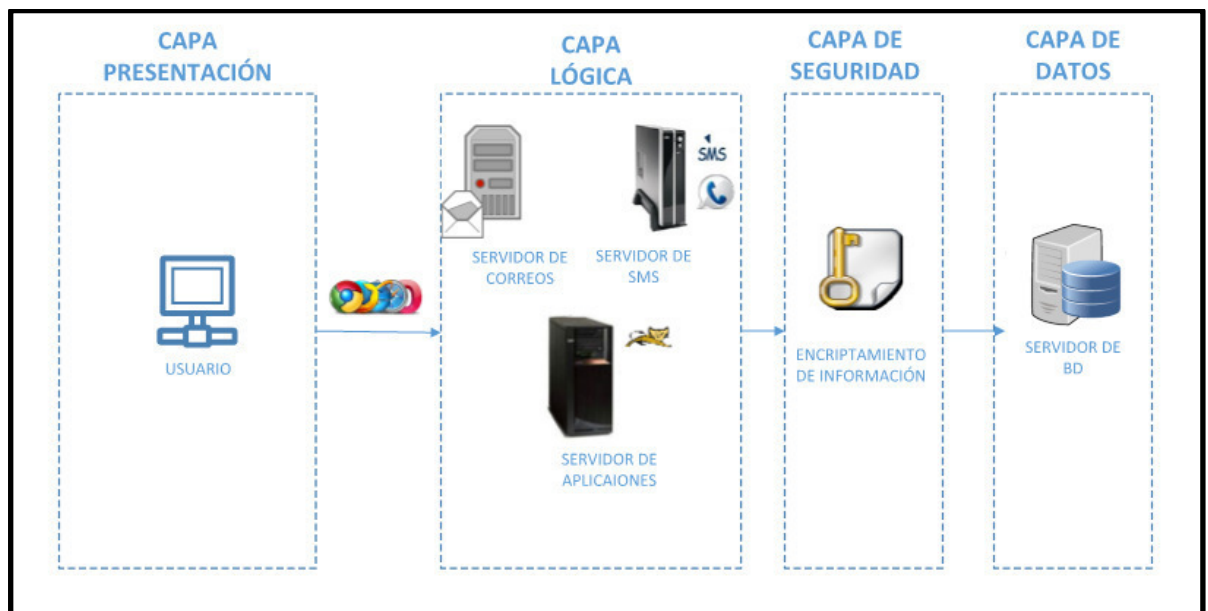 CAPA
PRESENTACIÓN
CAPA
LÓGICA
CAPA DE
SEGURIDAD
CAPA DE
DATOS
SMS
SERVIDOR DE
CORREOS
SERVIDOR DE
SMS
USUARIO
ENCRIPTAMIENTO
DE INFORMACIÓN
SERVIDOR DE
BD
SERVIDOR DE
APLICAIONES